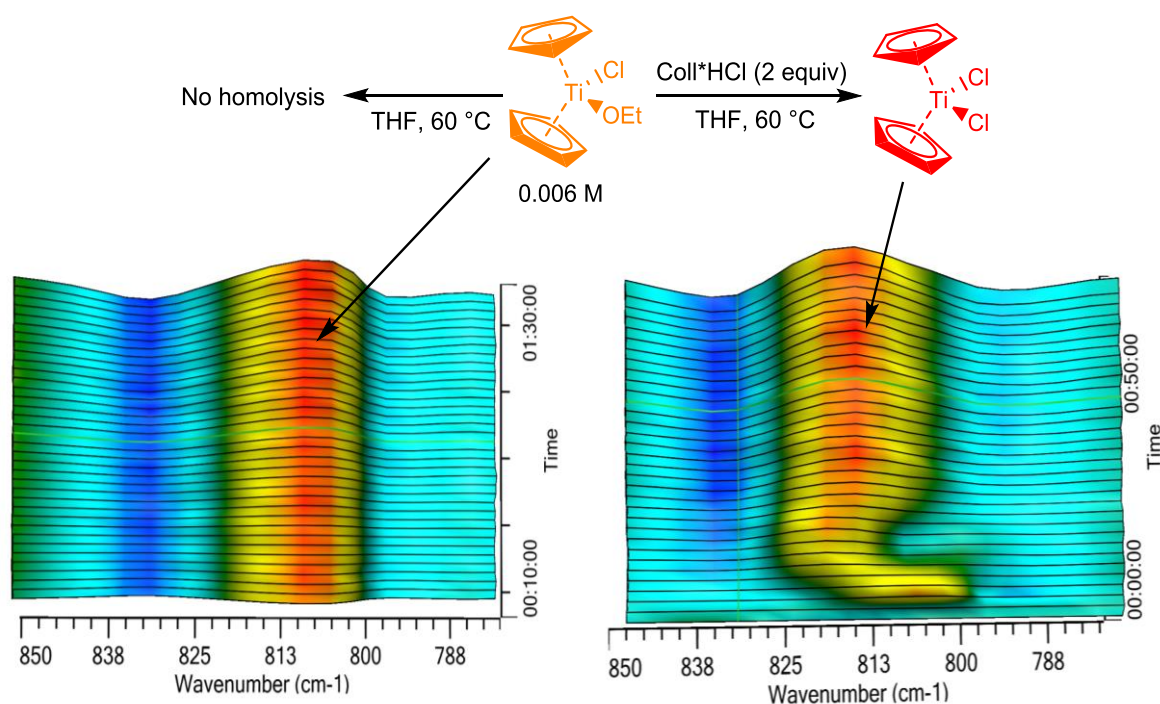 No homolysis
THF, 60 °C
Cl
Ti
OEt
0.006 M
Coll*HCl (2 equiv)
THF, 60 °C
Cl
Ti
Cl
01:30:00
Time
00:10:00
850 838 825 813 800 788
Wavenumber (cm-1)
00:50:00
Time
00:00:00
850 838 825 813 800 788
Wavenumber (cm-1)